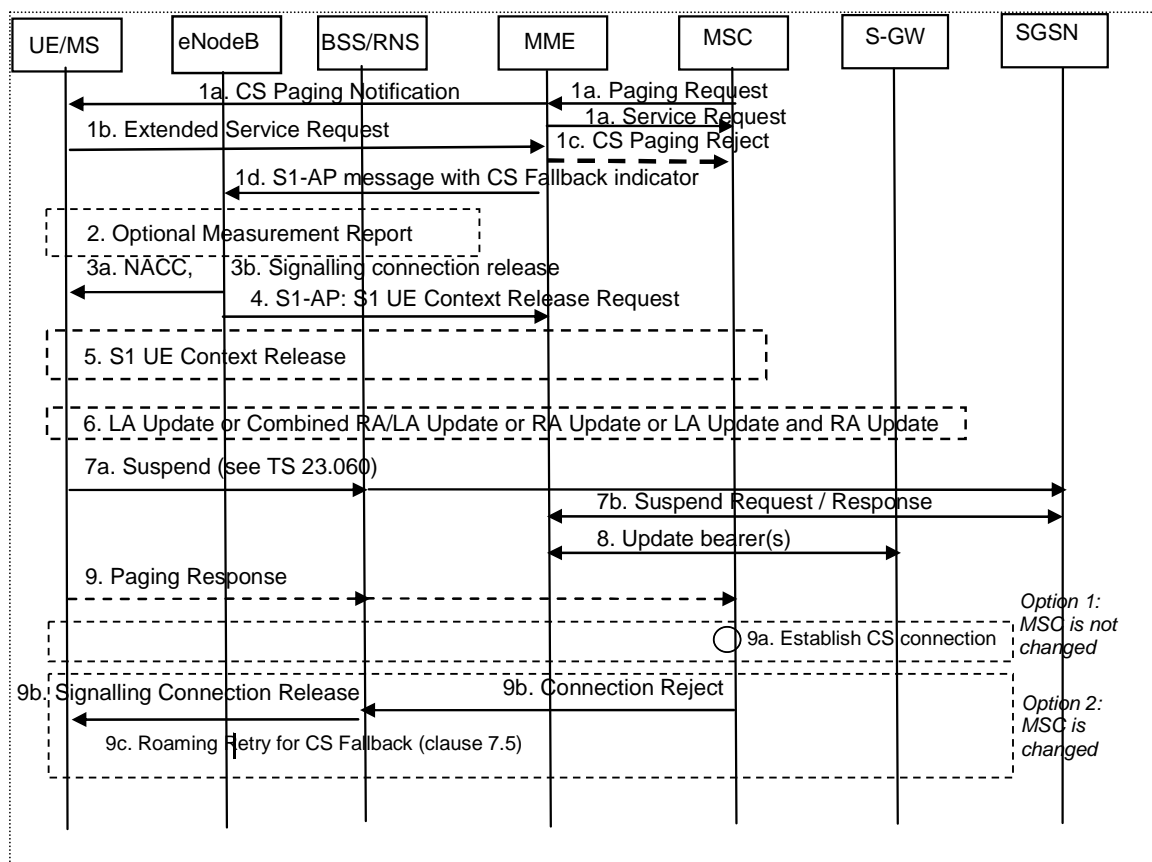 UE/MS
eNodeB
BSS/RNS
MME
MSC
S-GW
SGSN
1a. CS Paging Notification
1a. Paging Request
1a. Service Request
1b. Extended Service Request
1c. CS Paging Reject
1d. S1-AP message with CS Fallback indicator
2. Optional Measurement Report
3a. NACC,
3b. Signalling connection release
4. S1-AP: S1 UE Context Release Request
5. S1 UE Context Release
6. LA Update or Combined RA/LA Update or RA Update or LA Update and RA Update
7a. Suspend (see TS 23.060)
7b. Suspend Request / Response
8. Update bearer(s)
9. Paging Response
Option 1:
MSC is not
changed
9a. Establish CS connection
9b. Signalling Connection Release
9b. Connection Reject
Option 2:
MSC is
changed
9c. Roaming Retry for CS Fallback (clause 7.5)